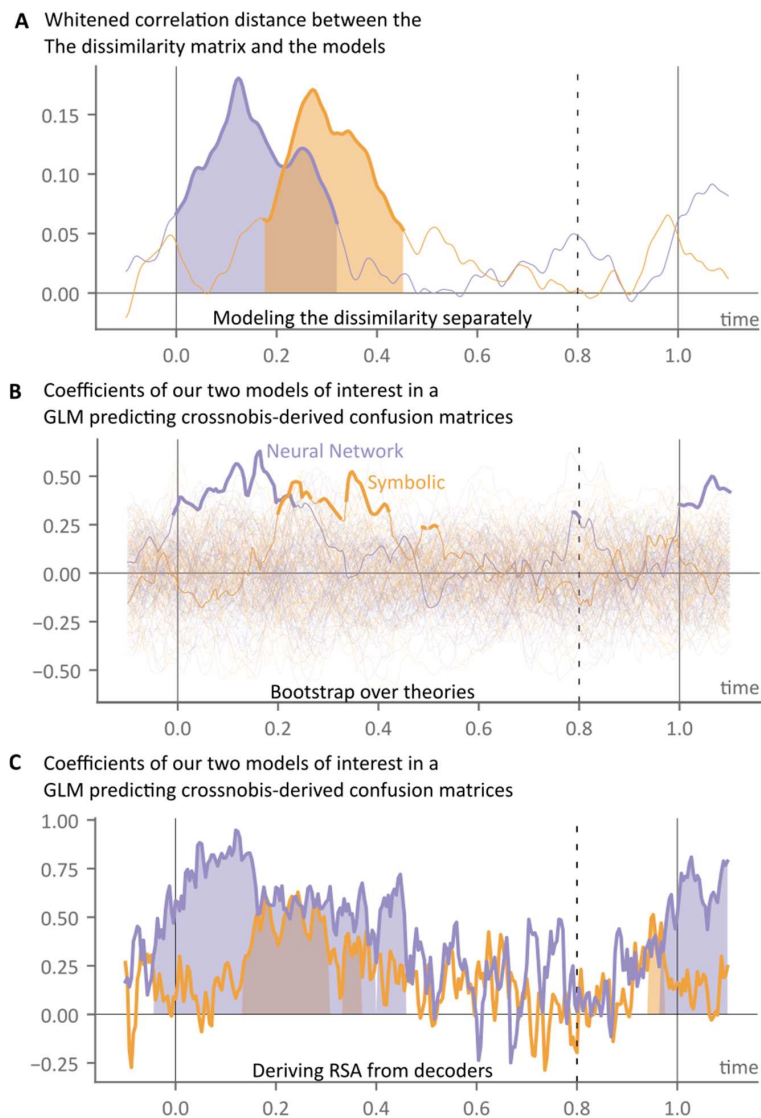 A Whitened correlation distance between the
The dissimilarity matrix and the models
0.15
0.10
0.05
0.00
Modeling the dissimilarity separately
time
0.0 0.2 0.4 0.6 0.8 1.0
B Coefficients of our two models of interest in a
GLM predicting crossnobis-derived confusion matrices
Neural Network
Symbolic
0.50
0.25
0.00
−0.25
−0.50
Bootstrap over theories
time
0.0 0.2 0.4 0.6 0.8 1.0
C Coefficients of our two models of interest in a
GLM predicting crossnobis-derived confusion matrices
1.00
0.75
0.50
0.25
0.00
−0.25
Deriving RSA from decoders
time
0.0 0.2 0.4 0.6 0.8 1.0